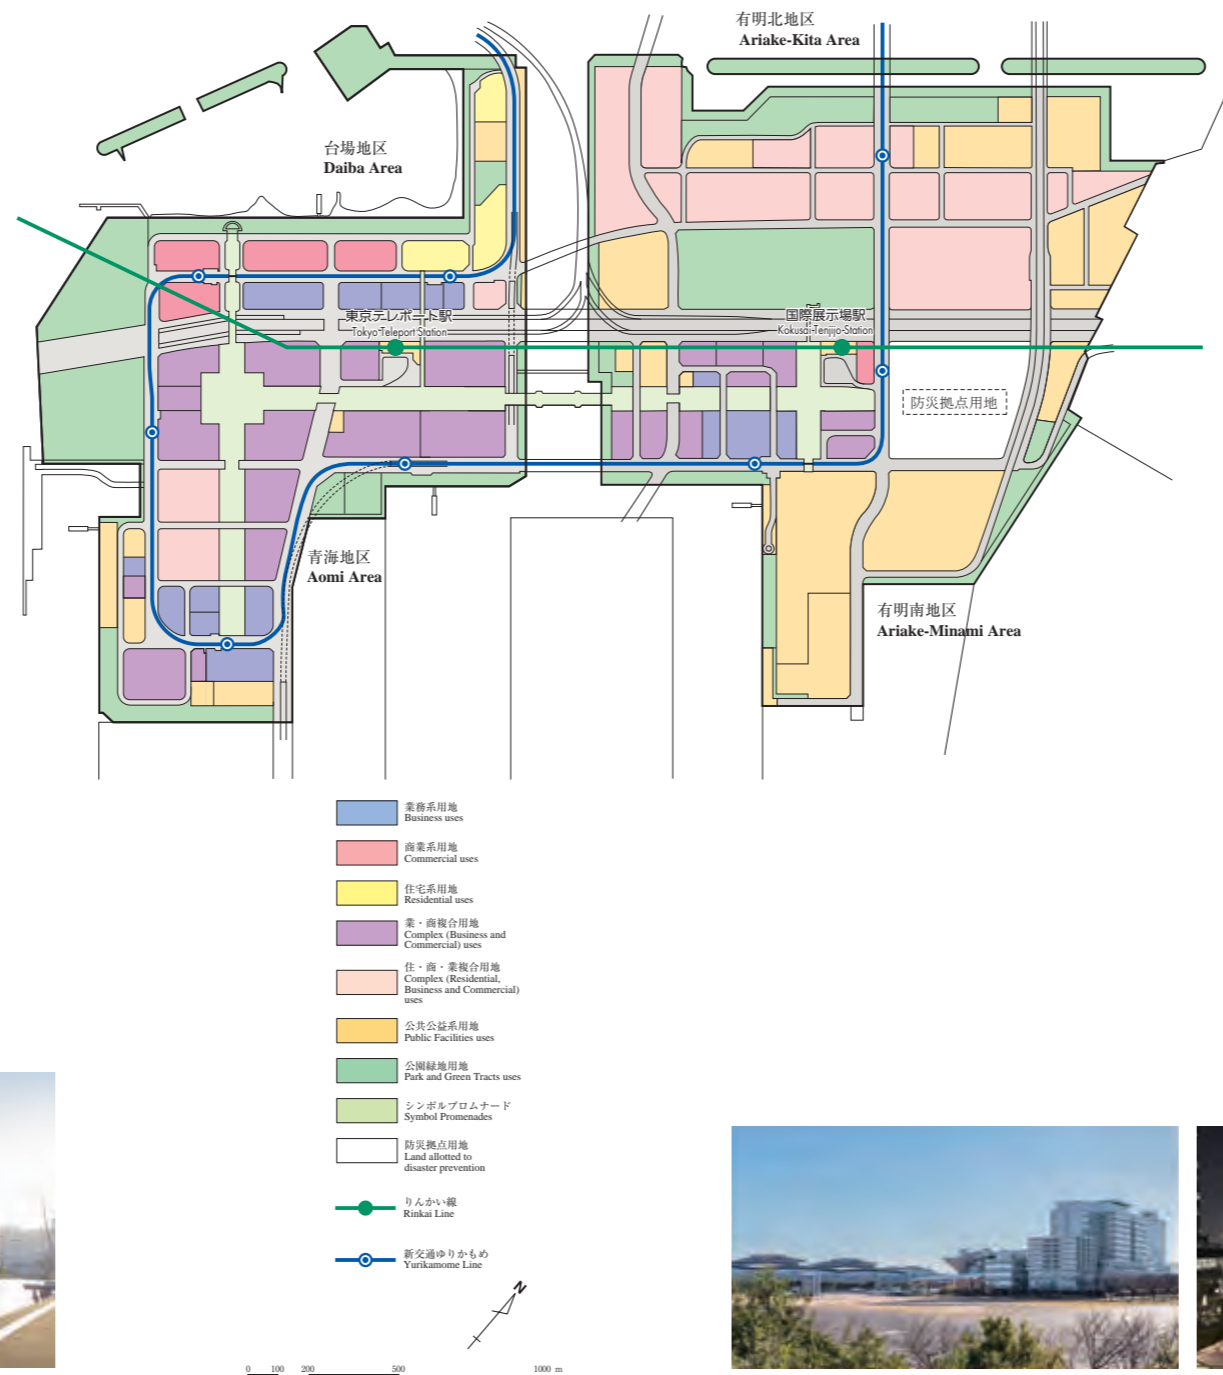 有明北地区
Ariake-Kita Area
台場地区
Daiba Area
東京テレポート駅
Tokyo Teleport Station
国際展示場駅
Kokusai-Tenjijo Station
防災拠点用地
青海地区
Aomi Area
有明南地区
Ariake-Minami Area
業務系用地
Business uses
商業系用地
Commercial uses
住宅系用地
Residential uses
業・商複合用地
Complex (Business and
Commercial) uses
住・商・業複合用地
Complex (Residential,
Business and Commercial)
uses
公共公益系用地
Public Facilities uses
公園緑地用地
Park and Green Tracts uses
シンボルプロムナード
Symbol Promenades
防災拠点用地
Land allotted to
disaster prevention
りんかい線
Rinkai Line
新交通ゆりかもめ
Yurikamome Line
N
0 100 200 500 1000 m